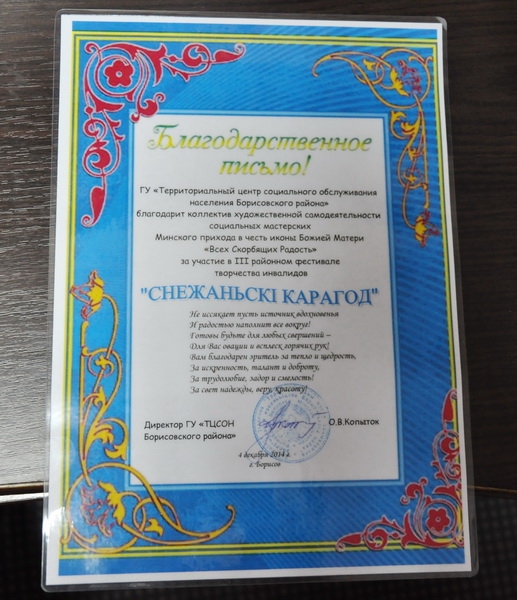 Благодарственное
письмо!
ГУ «Территориальный центр социального обслуживания
населения Борисовского района»
благодарит коллектив художественной самодеятельности
социальных мастерских
Минского прихода в честь иконы Божией Матери
«Всех Скорбящих Радость»
за участие в III районном фестивале
творчества инвалидов
"СНЕЖАНЬСКІ КАРАГОД"
Не иссякает пусть источник вдохновенья
И радостью наполнит все вокруг!
Готовы будьте для любых свершений –
Для Вас овации и всплеск горячих рук!
Вам благодарен зритель за тепло и щедрость,
За искренность, талант и доброту,
За трудолюбие, задор и смелость!
За свет надежды, веру, красоту!
Директор ГУ «ТЦСОН
Борисовского района»
О.В.Копыток
4 декабря 2014 г.
г. Борисов